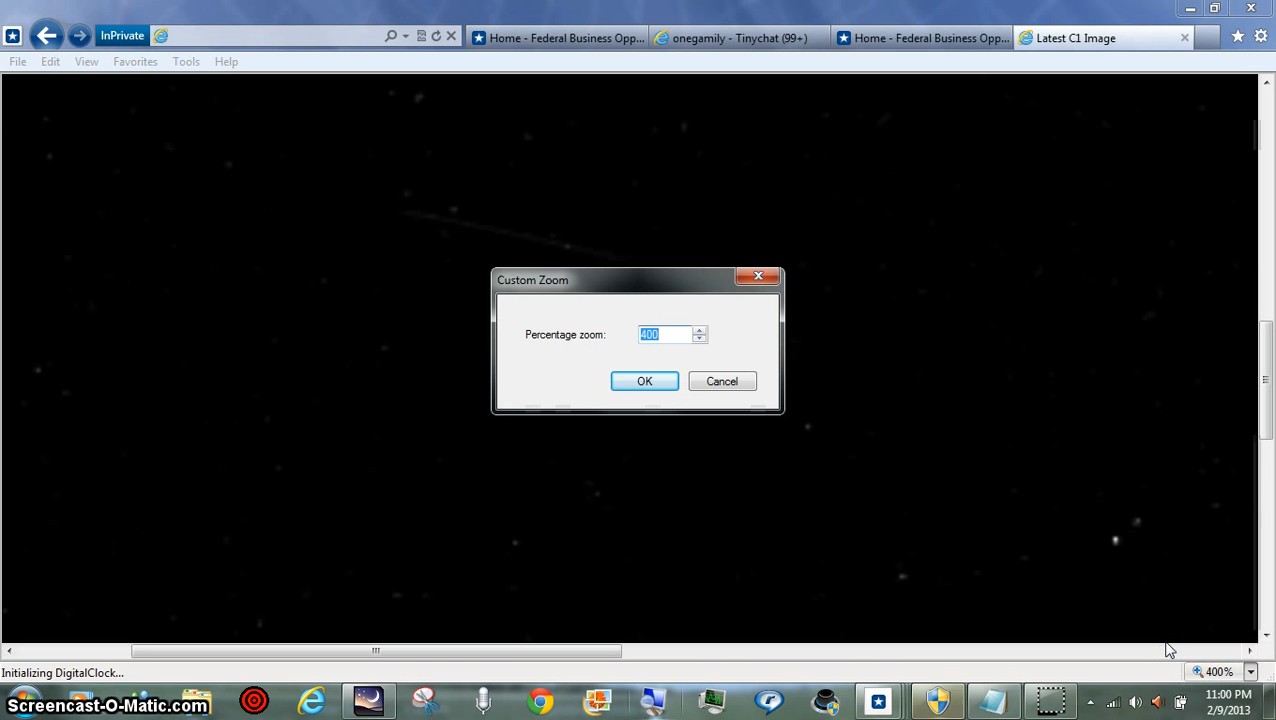 InPrivate
Home - Federal Business Opp...
onegamily - Tinychat (99+)
Home - Federal Business Opp...
Latest C1 Image
File Edit View Favorites Tools Help
Custom Zoom
Percentage zoom: 400
OK Cancel
Initializing DigitalClock...
400%
Screencast-O-Matic.com
11:00 PM
2/9/2013